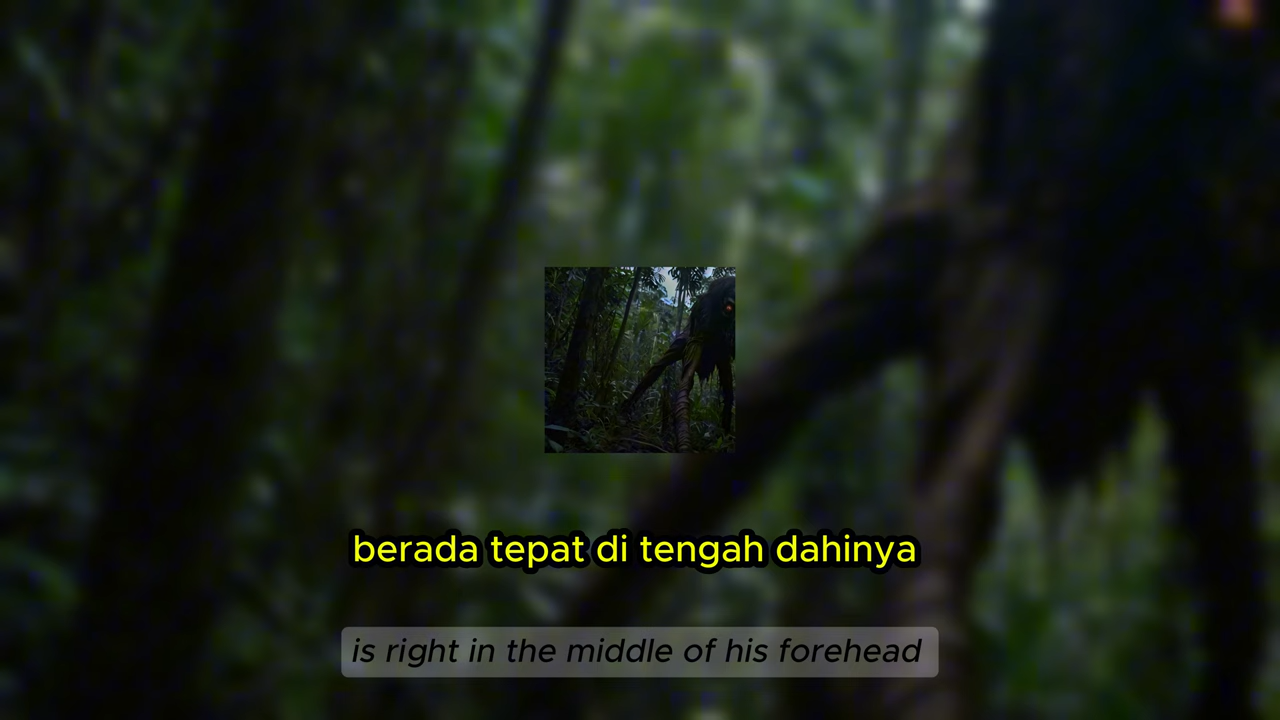 berada tepat di tengah dahinya
is right in the middle of his forehead